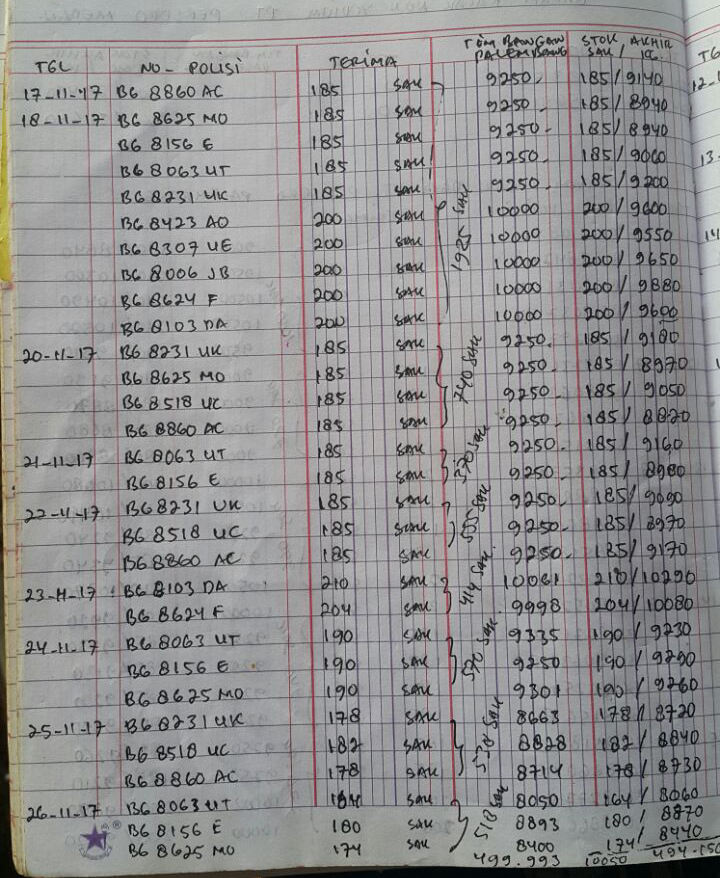 TGL NO - POLISI TERIMA TIMBANGAN PALEMBANG STOK AKHIR SAK / KG.
17-11-17 BG 8860 AC 185 SAK 9250. 185/9140
18-11-17 BG 8625 MO 185 SAK 9250. 185/8940
BG 8156 E 185 SAK 9250. 185/8940
BG 8063 UT 185 SAK 9250. 185/9060
BG 8231 UK 185 SAK 9250. 185/9200
BG 8423 AO 200 SAK 1925 SAK 10000 200/9600
BG 8307 UE 200 SAK 10000 200/9550
BG 8006 JB 200 SAK 10000 200/9650
BG 8624 F 200 SAK 10000 200/9880
BG 8103 DA 200 SAK 10000 200/9600
20-11-17 BG 8231 UK 185 SAK 9250. 185/9180
BG 8625 MO 185 SAK 740 SAK 9250. 185/8970
BG 8518 UC 185 SAK 9250. 185/9050
BG 8860 AC 185 SAK 9250. 185/8820
21-11-17 BG 8063 UT 185 SAK 370 SAK 9250. 185/9160
BG 8156 E 185 SAK 9250. 185/8980
22-11-17 BG 8231 UK 185 SAK 9250. 185/9090
BG 8518 UC 185 SAK 555 SAK 9250. 185/8970
BG 8860 AC 185 SAK 9250. 185/9170
23-11-17 BG 8103 DA 210 SAK 414 SAK 10081 210/10290
BG 8624 F 204 SAK 9998 204/10080
24-11-17 BG 8063 UT 190 SAK 9335 190/9230
BG 8156 E 190 SAK 570 SAK 9250 190/9290
BG 8625 MO 190 SAK 9301 190/9260
25-11-17 BG 8231 UK 178 SAK 8663 178/8720
BG 8518 UC 182 SAK 538 SAK 8828 182/8840
BG 8860 AC 178 SAK 8714 178/8730
26-11-17 BG 8063 UT 164 SAK 8050 164/8060
BG 8156 E 180 SAK 518 SAK 8893 180/8870
BG 8625 MO 174 SAK 8400 174/8440
499.993 10050 494.150